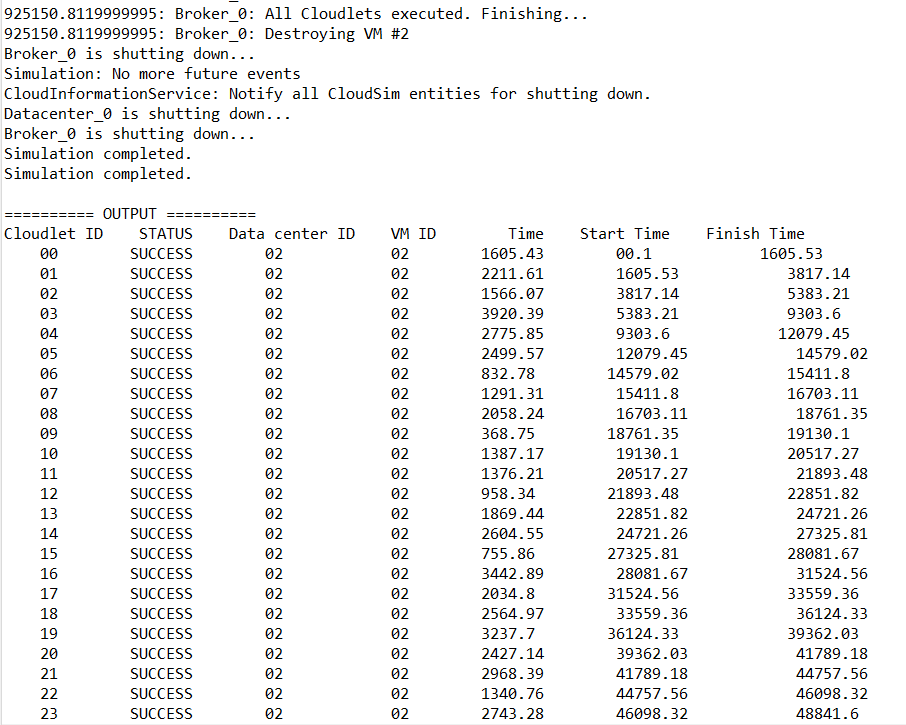 925150.8119999995: Broker_0: All Cloudlets executed. Finishing...
925150.8119999995: Broker_0: Destroying VM #2
Broker_0 is shutting down...
Simulation: No more future events
CloudInformationService: Notify all CloudSim entities for shutting down.
Datacenter_0 is shutting down...
Broker_0 is shutting down...
Simulation completed.
Simulation completed.
========== OUTPUT ==========
Cloudlet ID    STATUS    Data center ID    VM ID        Time    Start Time    Finish Time
00        SUCCESS        02            02        1605.43        00.1            1605.53
01        SUCCESS        02            02        2211.61        1605.53            3817.14
02        SUCCESS        02            02        1566.07        3817.14            5383.21
03        SUCCESS        02            02        3920.39        5383.21            9303.6
04        SUCCESS        02            02        2775.85        9303.6            12079.45
05        SUCCESS        02            02        2499.57        12079.45            14579.02
06        SUCCESS        02            02        832.78        14579.02            15411.8
07        SUCCESS        02            02        1291.31        15411.8            16703.11
08        SUCCESS        02            02        2058.24        16703.11            18761.35
09        SUCCESS        02            02        368.75        18761.35            19130.1
10        SUCCESS        02            02        1387.17        19130.1            20517.27
11        SUCCESS        02            02        1376.21        20517.27            21893.48
12        SUCCESS        02            02        958.34        21893.48            22851.82
13        SUCCESS        02            02        1869.44        22851.82            24721.26
14        SUCCESS        02            02        2604.55        24721.26            27325.81
15        SUCCESS        02            02        755.86        27325.81            28081.67
16        SUCCESS        02            02        3442.89        28081.67            31524.56
17        SUCCESS        02            02        2034.8        31524.56            33559.36
18        SUCCESS        02            02        2564.97        33559.36            36124.33
19        SUCCESS        02            02        3237.7        36124.33            39362.03
20        SUCCESS        02            02        2427.14        39362.03            41789.18
21        SUCCESS        02            02        2968.39        41789.18            44757.56
22        SUCCESS        02            02        1340.76        44757.56            46098.32
23        SUCCESS        02            02        2743.28        46098.32            48841.6